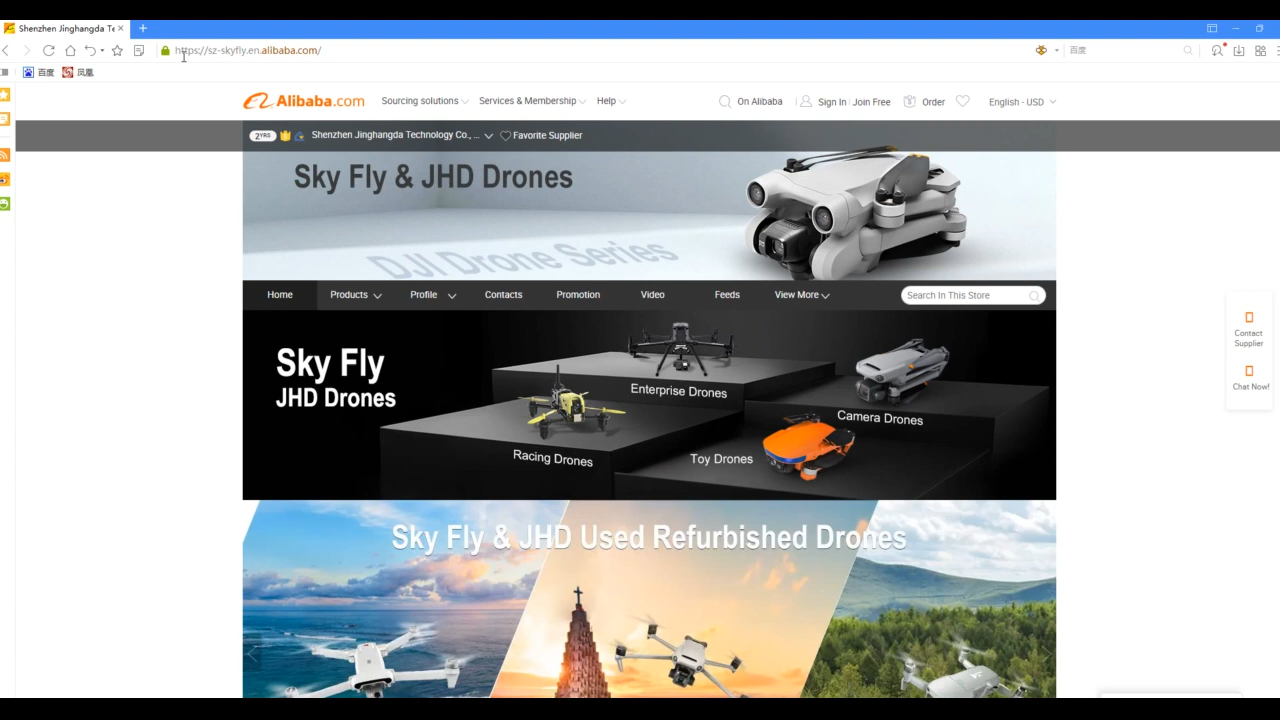 Shenzhen Jinghangda Te
https://sz-skyfly.en.alibaba.com/
百度
百度
凤凰
Alibaba.com
Sourcing solutions
Services & Membership
Help
On Alibaba
Sign In
Join Free
Order
English - USD
2YRS
Shenzhen Jinghangda Technology Co., ...
Favorite Supplier
Sky Fly & JHD Drones
DJI Drone Series
Home
Products
Profile
Contacts
Promotion
Video
Feeds
View More
Search In This Store
Contact
Supplier
Chat Now!
Sky Fly
JHD Drones
Enterprise Drones
Camera Drones
Racing Drones
Toy Drones
Sky Fly & JHD Used Refurbished Drones